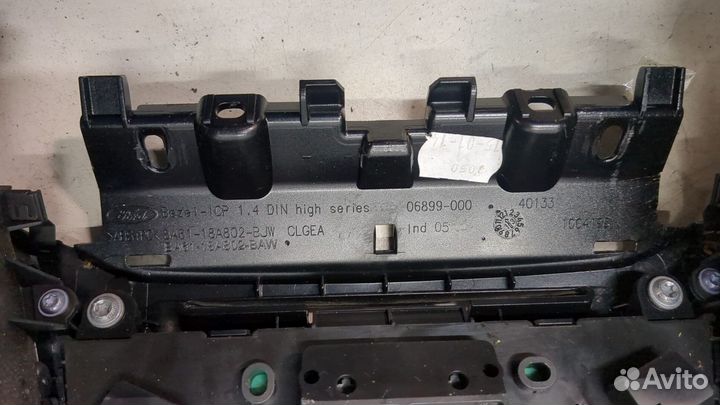 Ford Bezel-ICP 1.4 DIN high series 06899-000 40133
8A61-18A802-BJW CLGEA Ind 05
8A61-18A802-BAW
Avito